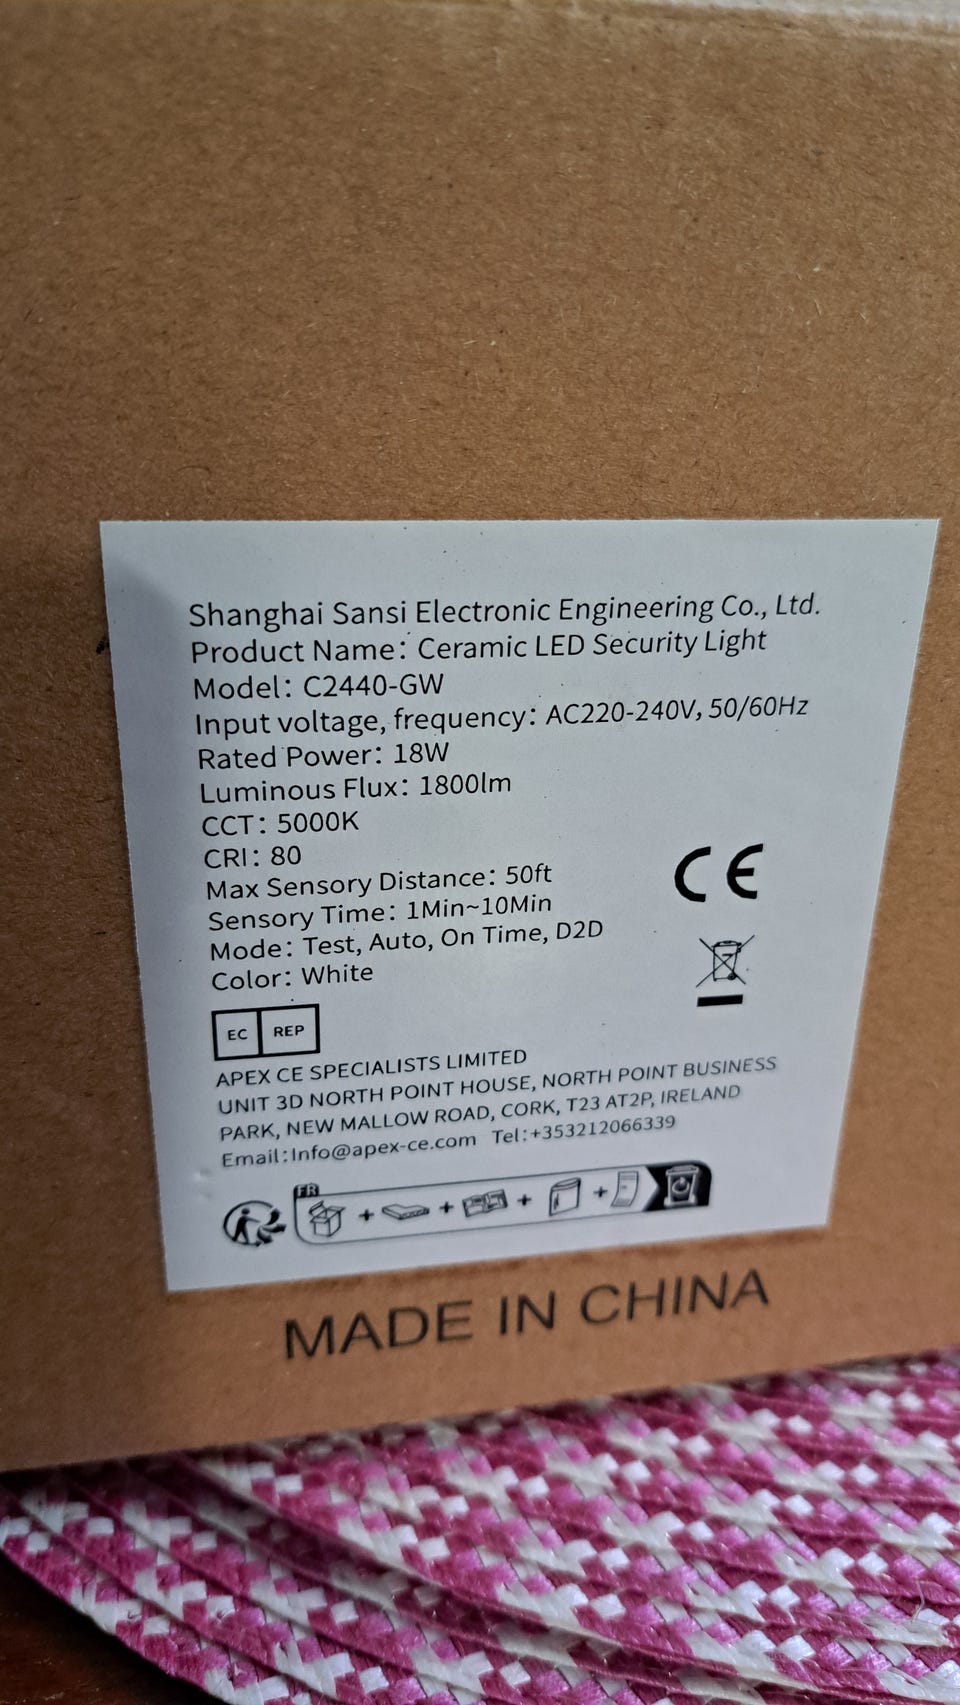 Shanghai Sansi Electronic Engineering Co., Ltd.
Product Name: Ceramic LED Security Light
Model: C2440-GW
Input voltage, frequency: AC220-240V, 50/60Hz
Rated Power: 18W
Luminous Flux: 1800lm
CCT: 5000K
CRI: 80
Max Sensory Distance: 50ft
Sensory Time: 1Min~10Min
Mode: Test, Auto, On Time, D2D
Color: White
CE
EC REP
APEX CE SPECIALISTS LIMITED
UNIT 3D NORTH POINT HOUSE, NORTH POINT BUSINESS
PARK, NEW MALLOW ROAD, CORK, T23 AT2P, IRELAND
Email:Info@apex-ce.com Tel:+353212066339
FR
MADE IN CHINA